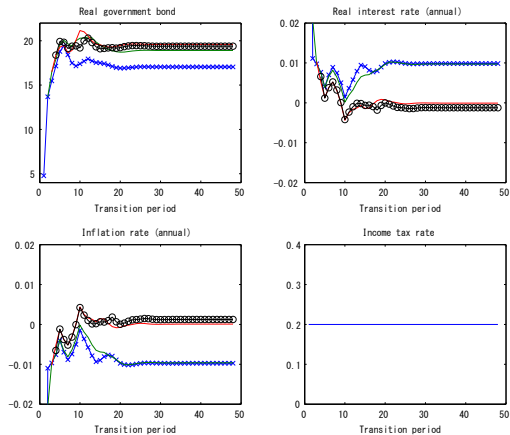 Real government bond
20
15
10
4
0 10 20 30 40 50
Transition period
Real interest rate (annual)
0.02
0.01
0
-0.01
-0.02
0 10 20 30 40 50
Transition period
Inflation rate (annual)
0.02
0.01
0
-0.01
-0.02
0 10 20 30 40 50
Transition period
Income tax rate
0.4
0.3
0.2
0.1
0
0 10 20 30 40 50
Transition period